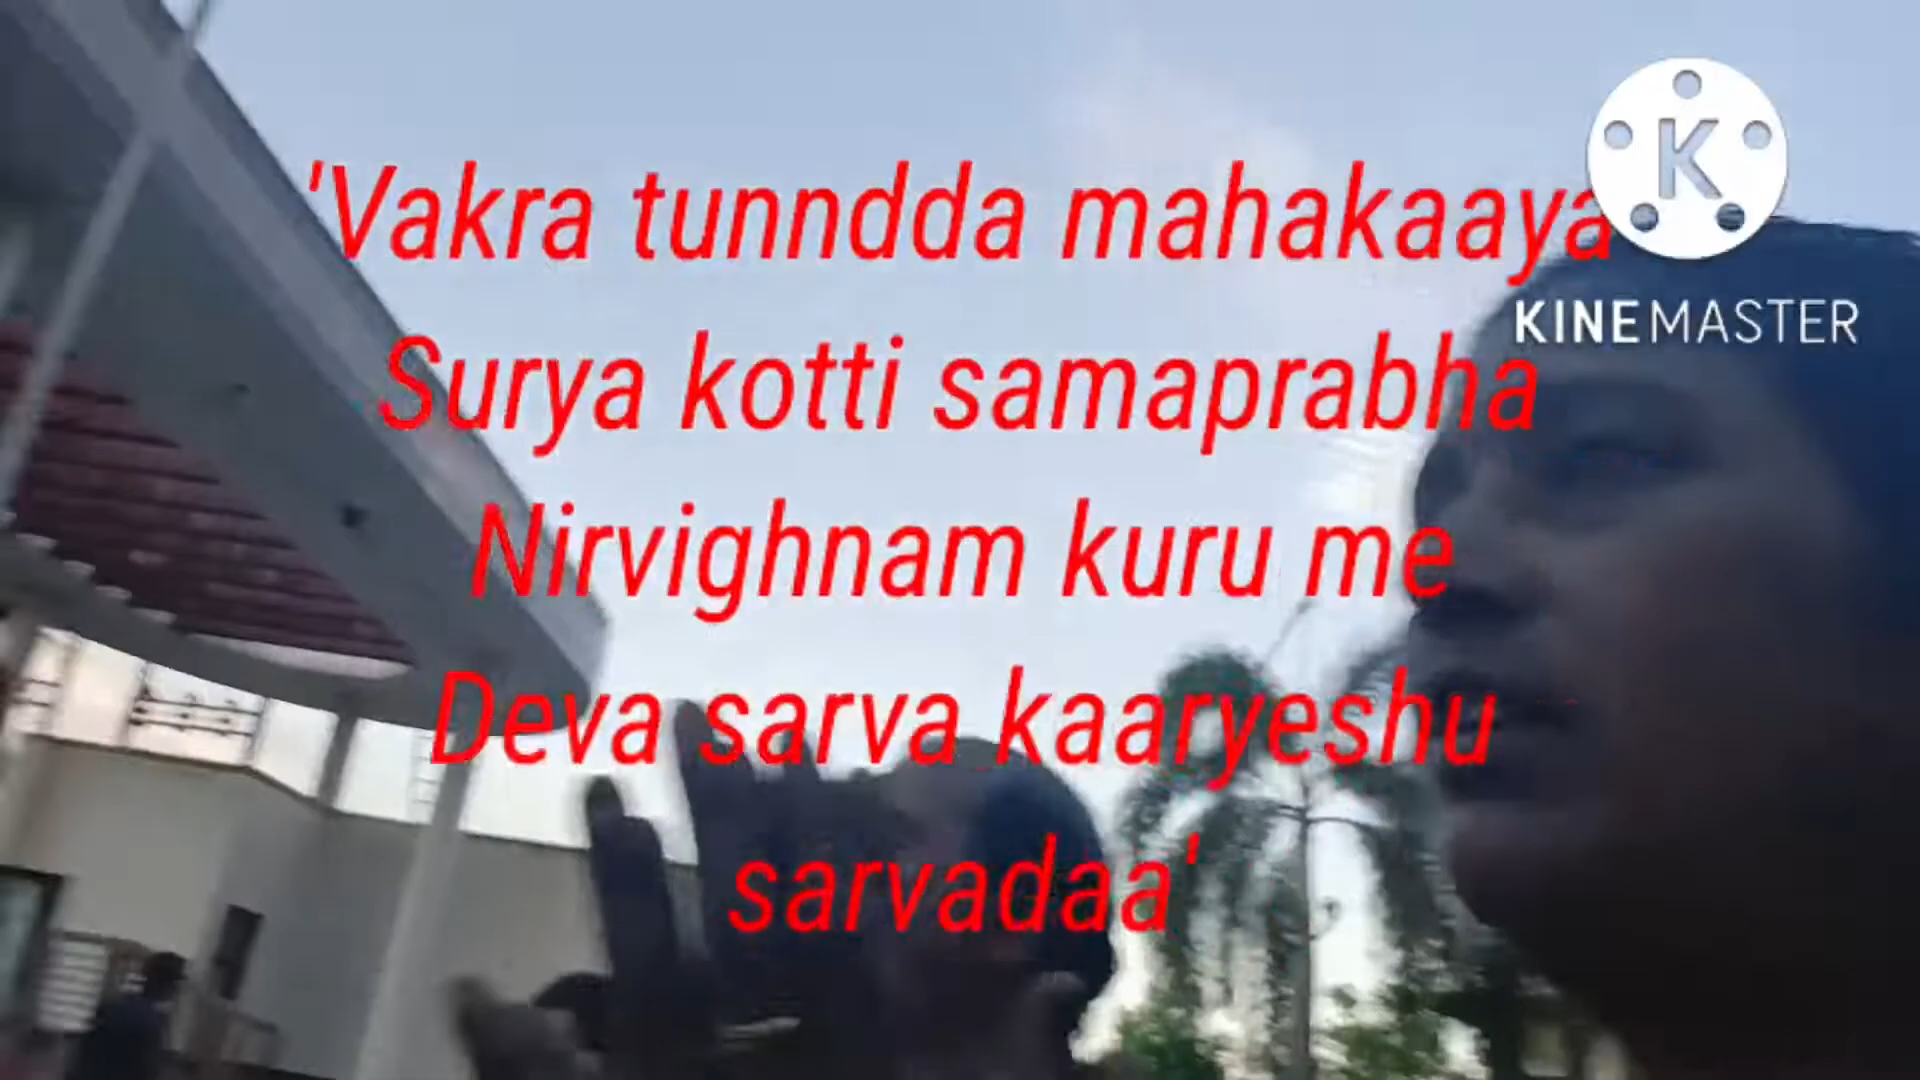 'Vakra tunndda mahakaaya
Surya kotti samaprabha
Nirvighnam kuru me
Deva sarva kaaryeshu
sarvadaa'
K
KINEMASTER